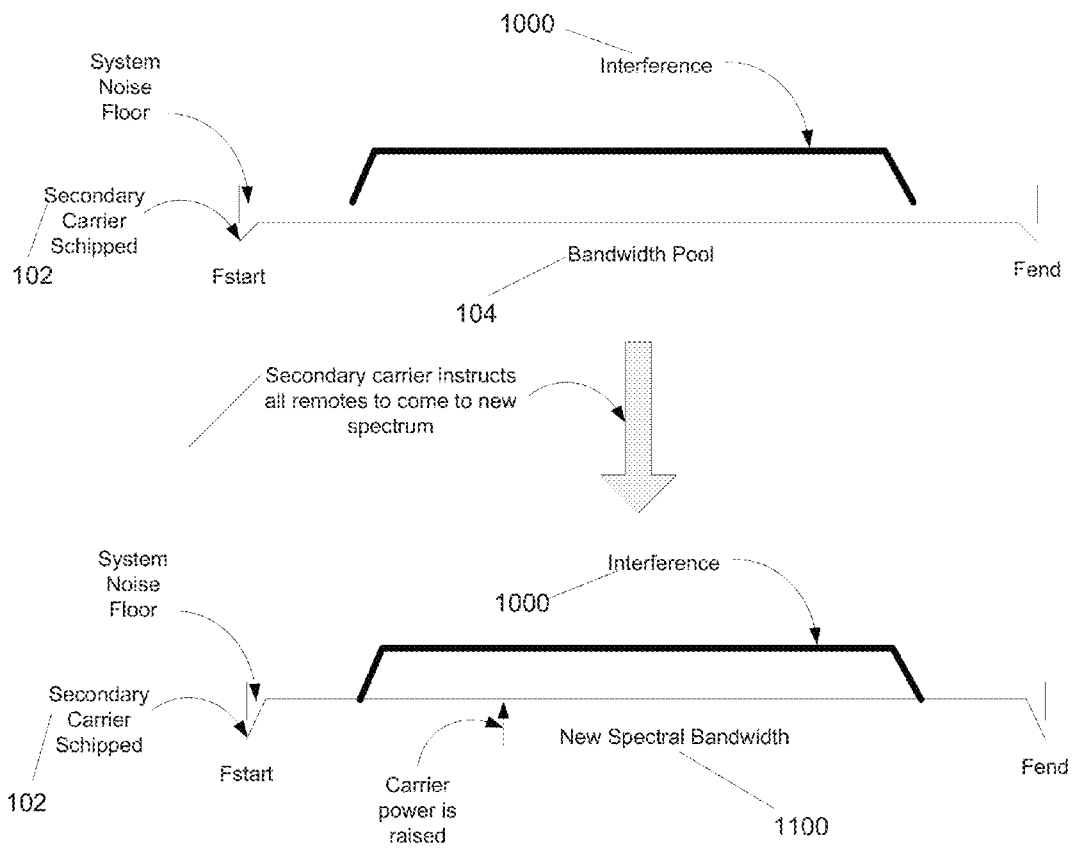 1000
Interference
System
Noise
Floor
Secondary
Carrier
Schipped
102
Fstart
Bandwidth Pool
104
Fend
Secondary carrier instructs
all remotes to come to new
spectrum
System
Noise
Floor
Interference
1000
Secondary
Carrier
Schipped
102
Fstart
New Spectral Bandwidth
Fend
Carrier
power is
raised
1100